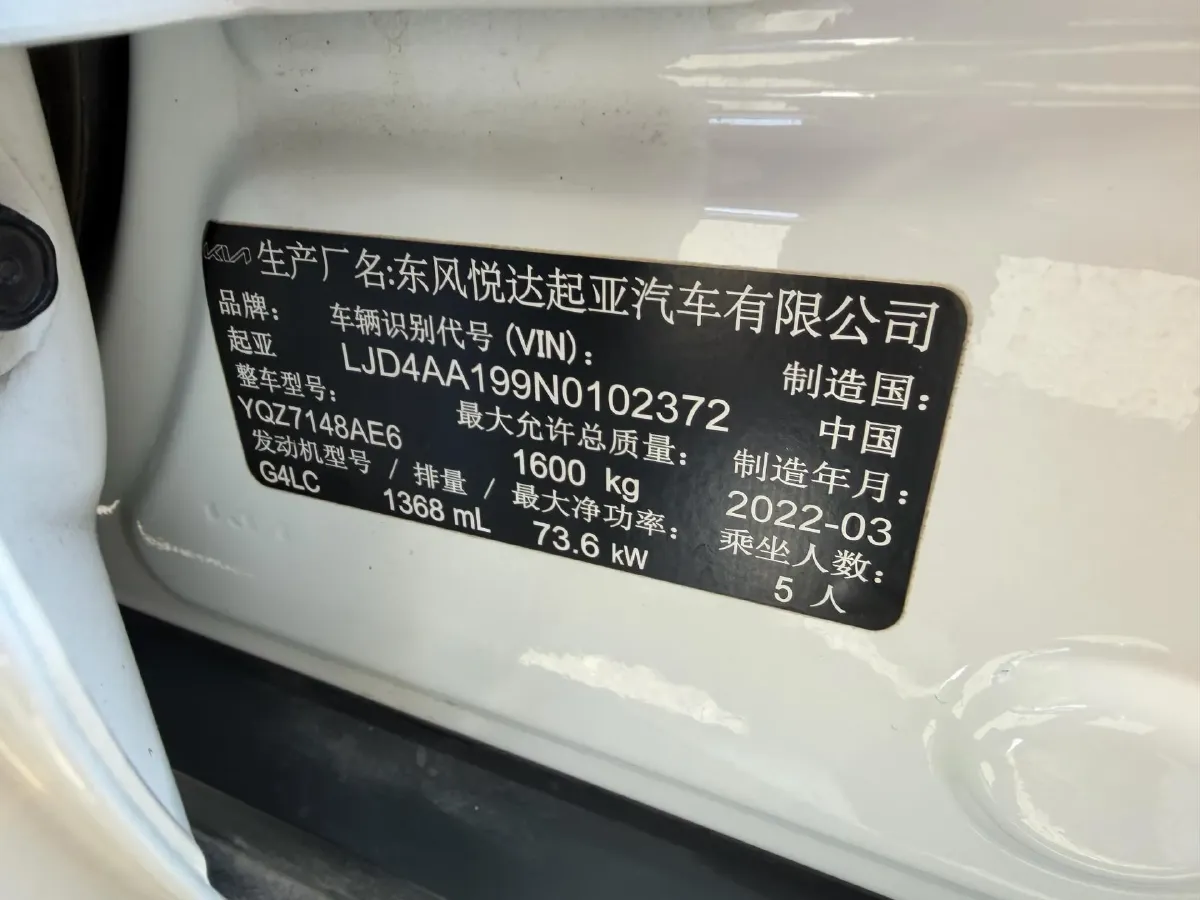 KIA 生产厂名:东风悦达起亚汽车有限公司
品牌： 车辆识别代号 (VIN)： 制造国：
起亚 LJD4AA199N0102372 中国
整车型号： 最大允许总质量： 制造年月：
YQZ7148AE6 1600 kg 2022-03
发动机型号 / 排量 / 最大净功率： 乘坐人数：
G4LC 1368 mL 73.6 kW 5 人